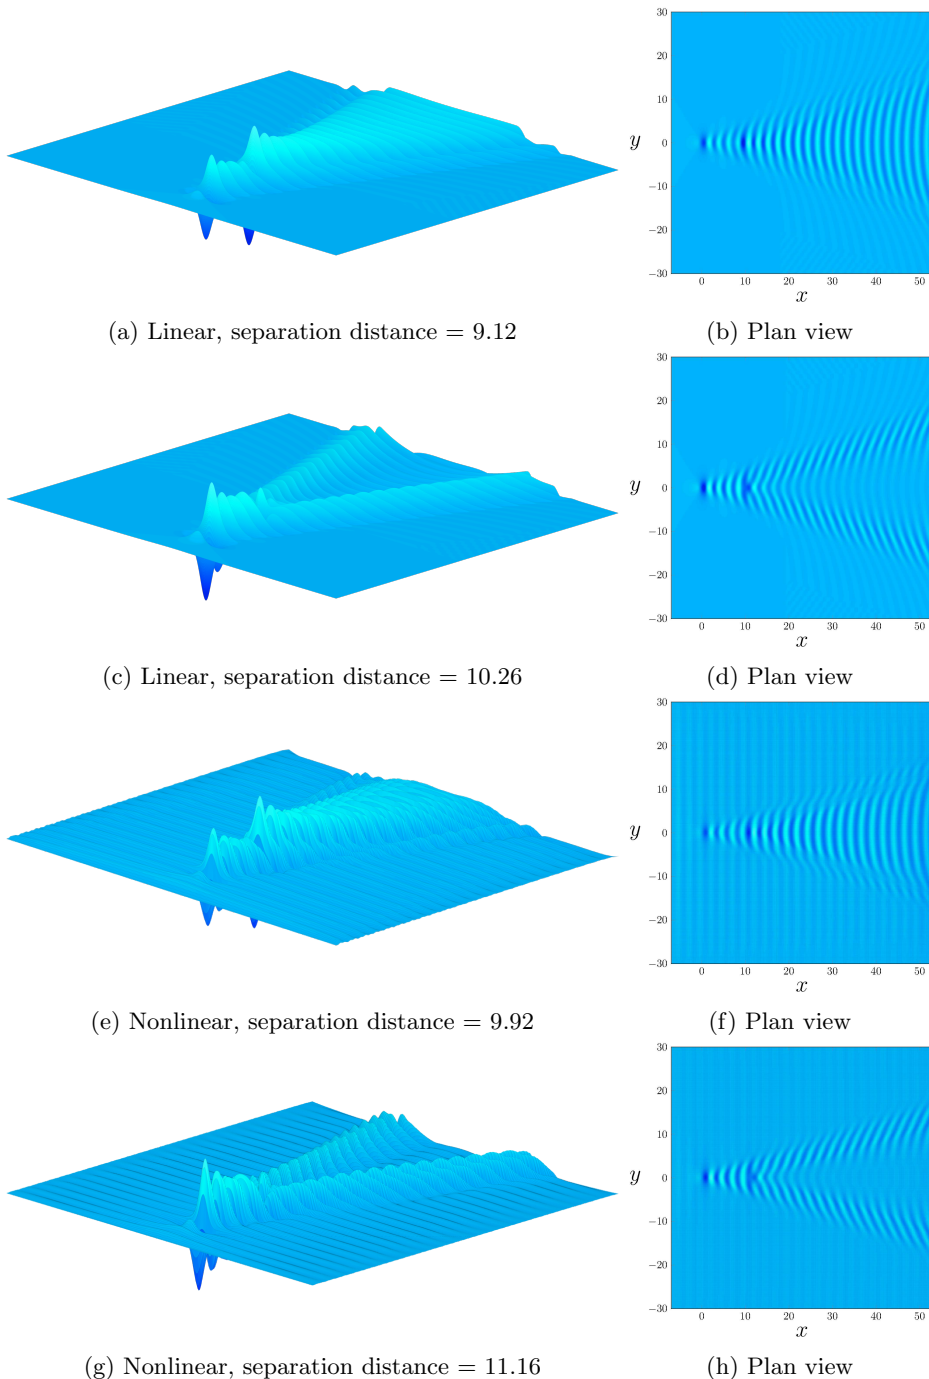 30
20
10
y 0
−10
−20
−30
0 10 20 30 40 50
x
(a) Linear, separation distance = 9.12
(b) Plan view
30
20
10
y 0
−10
−20
−30
0 10 20 30 40 50
x
(c) Linear, separation distance = 10.26
(d) Plan view
30
20
10
y 0
−10
−20
−30
0 10 20 30 40 50
x
(e) Nonlinear, separation distance = 9.92
(f) Plan view
30
20
10
y 0
−10
−20
−30
0 10 20 30 40 50
x
(g) Nonlinear, separation distance = 11.16
(h) Plan view